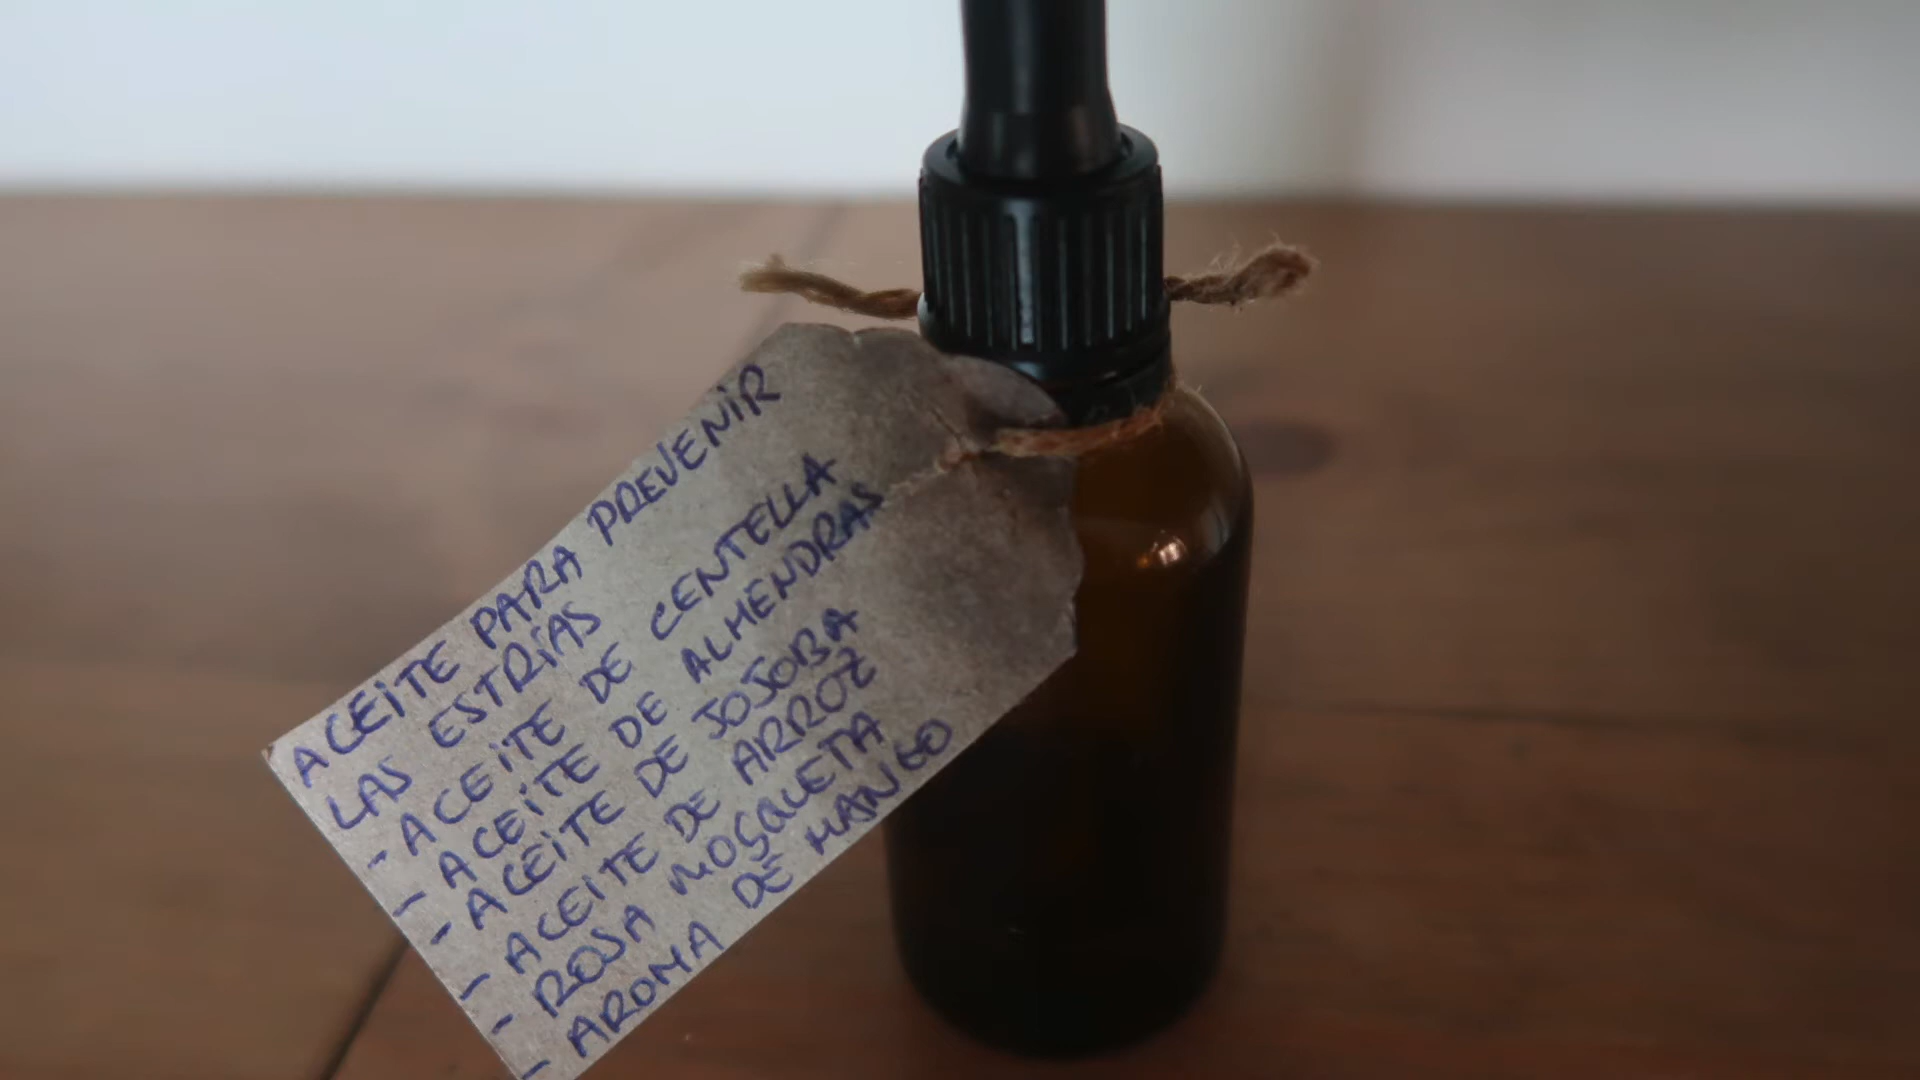 ACEITE PARA PREVENIR
LAS ESTRÍAS
- ACEITE DE CENTELLA
- ACEITE DE ALMENDRAS
- ACEITE DE JOJOBA
- ACEITE DE ARROZ
- ROSA MOSQUETA
- AROMA DE MANGO